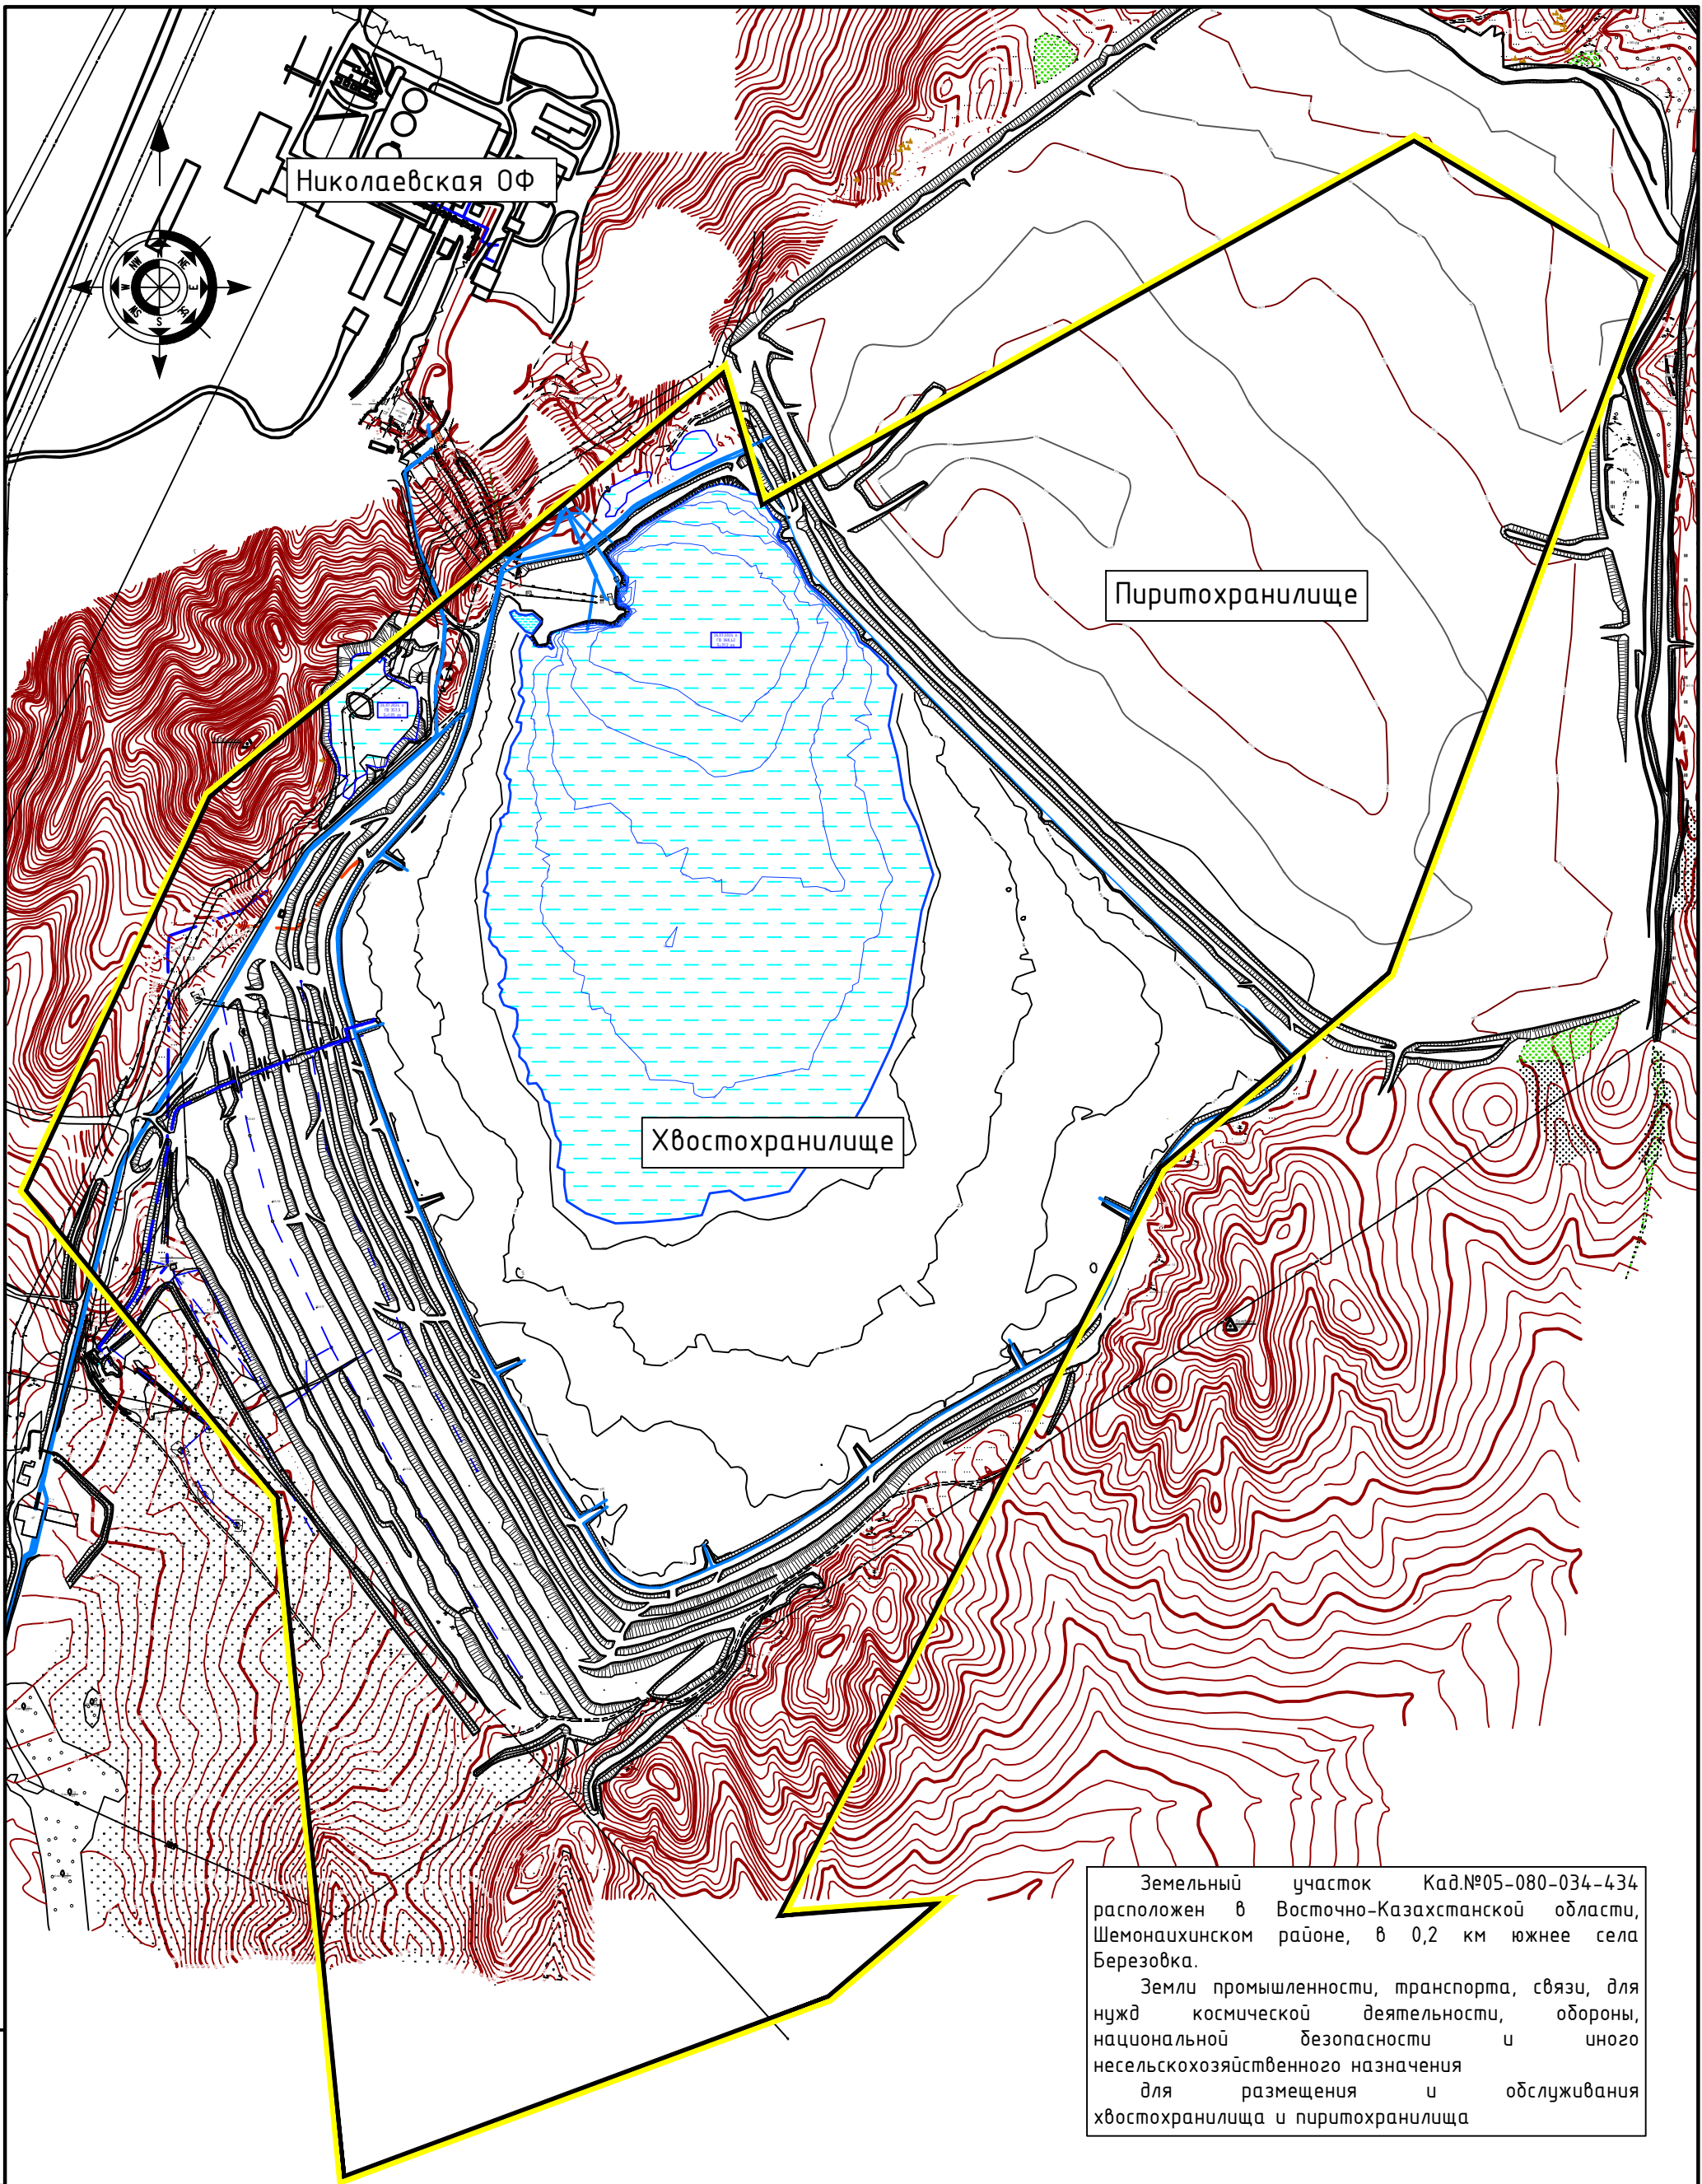 Николаевская ОФ
N
NE
E
S
W
NW
Пиритохранилище
Хвостохранилище
Земельный участок Кад.№05-080-034-434
расположен в Восточно-Казахстанской области,
Шемонаихинском районе, в 0,2 км южнее села
Березовка.
Земли промышленности, транспорта, связи, для
нужд космической деятельности, обороны,
национальной безопасности и иного
несельскохозяйственного назначения
для размещения и обслуживания
хвостохранилища и пиритохранилища